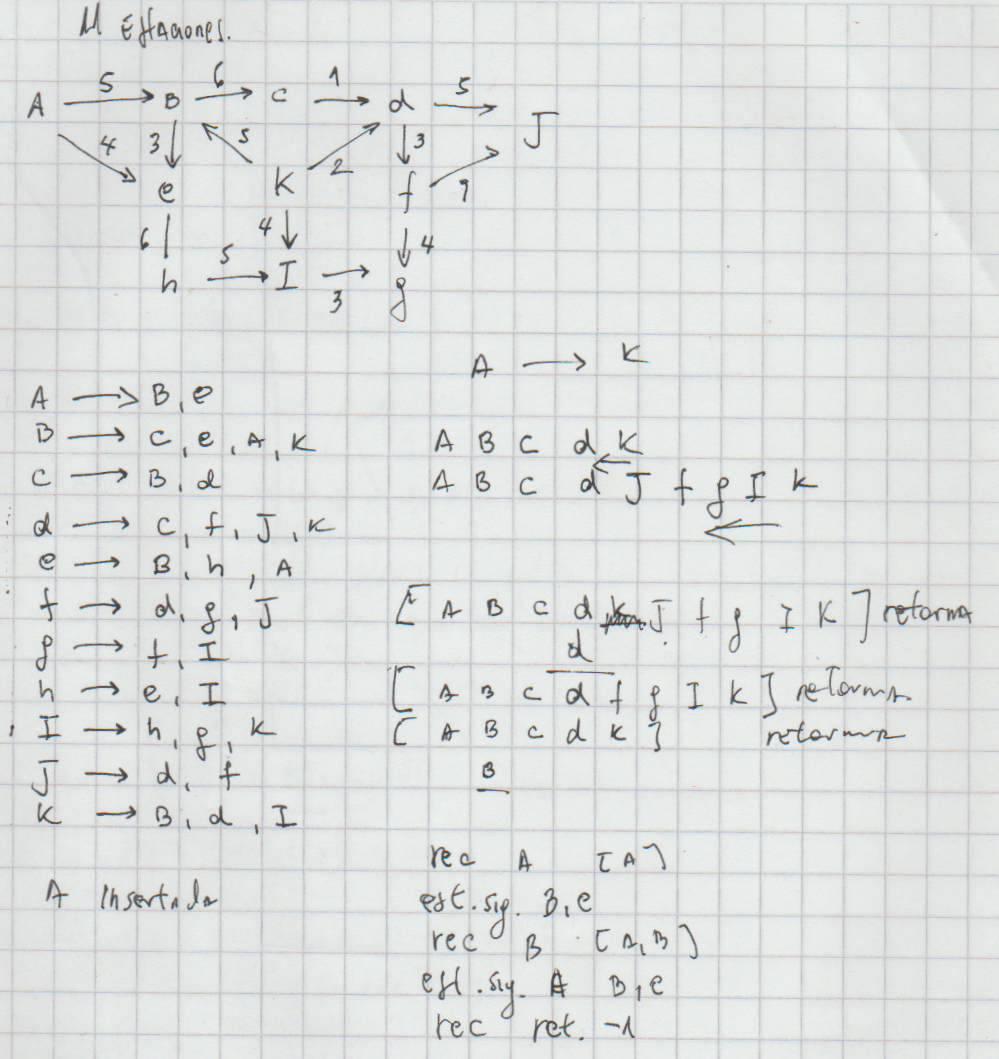 11 Estaciones.
A 5 B 6 C 1 d 5 J
4 3 5 2 3
e K f
6 4 4
5
h I g
3
A → K
A → B, e
B → C, e, A, K
A B C d K
C → B, d
A B C d J f g I K
d → C, f, J, K
e → B, h, A
f → d, g, J
[ A B C d J f g I K ] retorna
g → f, I
d
h → e, I
[ A B C d f g I K ] retorna
I → h, g, K
[ A B C d K ] retorna
J → d, f
B
K → B, d, I
rec A [A]
A Insertada
est.sig. B, e
rec B [A, B]
est.sig. A B, e
rec ret. -1